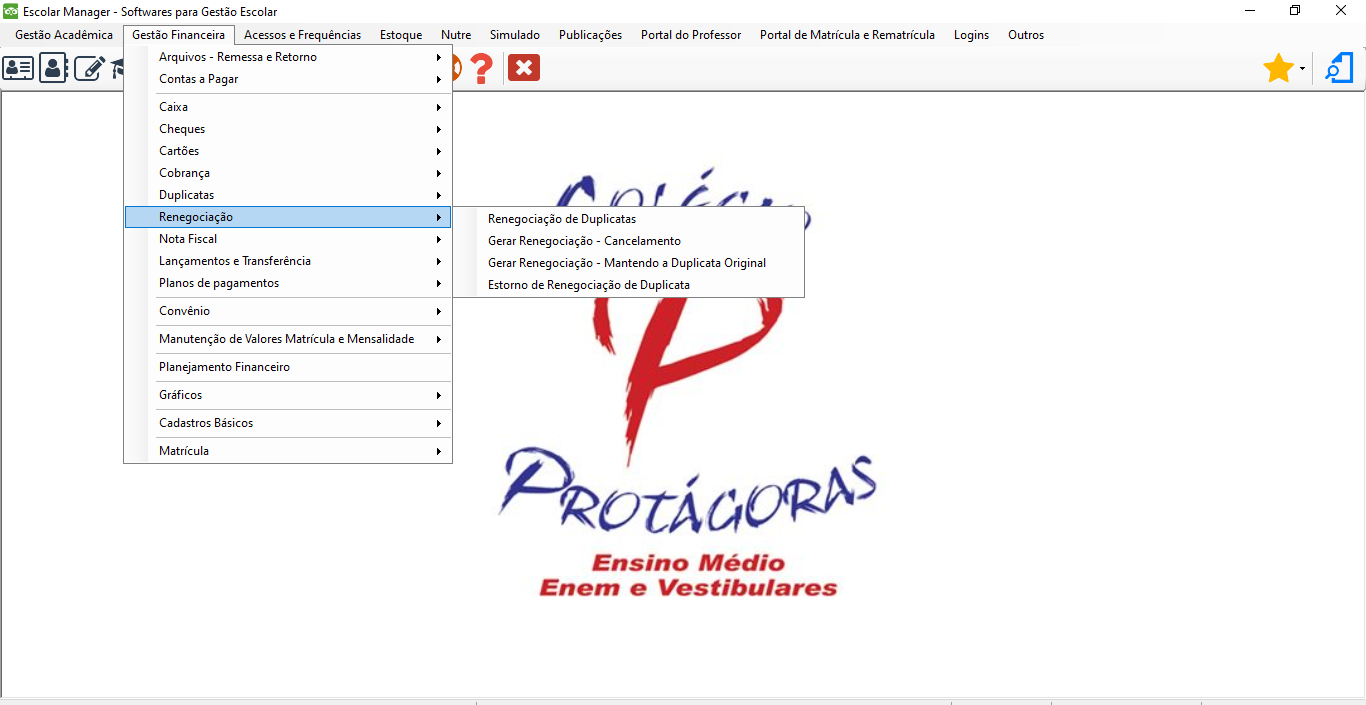 Escolar Manager - Softwares para Gestão Escolar
Gestão Acadêmica Gestão Financeira Acessos e Frequências Estoque Nutre Simulado Publicações Portal do Professor Portal de Matrícula e Rematrícula Logins Outros
Arquivos - Remessa e Retorno
Contas a Pagar
Caixa
Cheques
Cartões
Cobrança
Duplicatas
Renegociação
Nota Fiscal
Lançamentos e Transferência
Planos de pagamentos
Convênio
Manutenção de Valores Matrícula e Mensalidade
Planejamento Financeiro
Gráficos
Cadastros Básicos
Matrícula
Renegociação de Duplicatas
Gerar Renegociação - Cancelamento
Gerar Renegociação - Mantendo a Duplicata Original
Estorno de Renegociação de Duplicata
PROTÁGORAS
Ensino Médio
Enem e Vestibulares